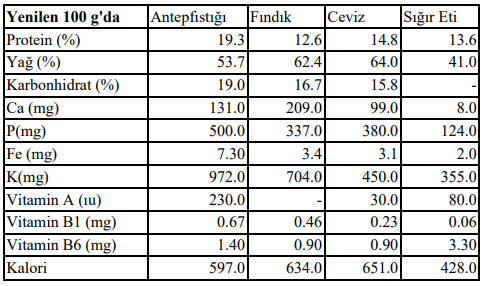 Yenilen 100 g'da Antepfıstığı Fındık Ceviz Sığır Eti
Protein (%) 19.3 12.6 14.8 13.6
Yağ (%) 53.7 62.4 64.0 41.0
Karbonhidrat (%) 19.0 16.7 15.8 -
Ca (mg) 131.0 209.0 99.0 8.0
P(mg) 500.0 337.0 380.0 124.0
Fe (mg) 7.30 3.4 3.1 2.0
K(mg) 972.0 704.0 450.0 355.0
Vitamin A (ıu) 230.0 - 30.0 80.0
Vitamin B1 (mg) 0.67 0.46 0.23 0.06
Vitamin B6 (mg) 1.40 0.90 0.90 3.30
Kalori 597.0 634.0 651.0 428.0